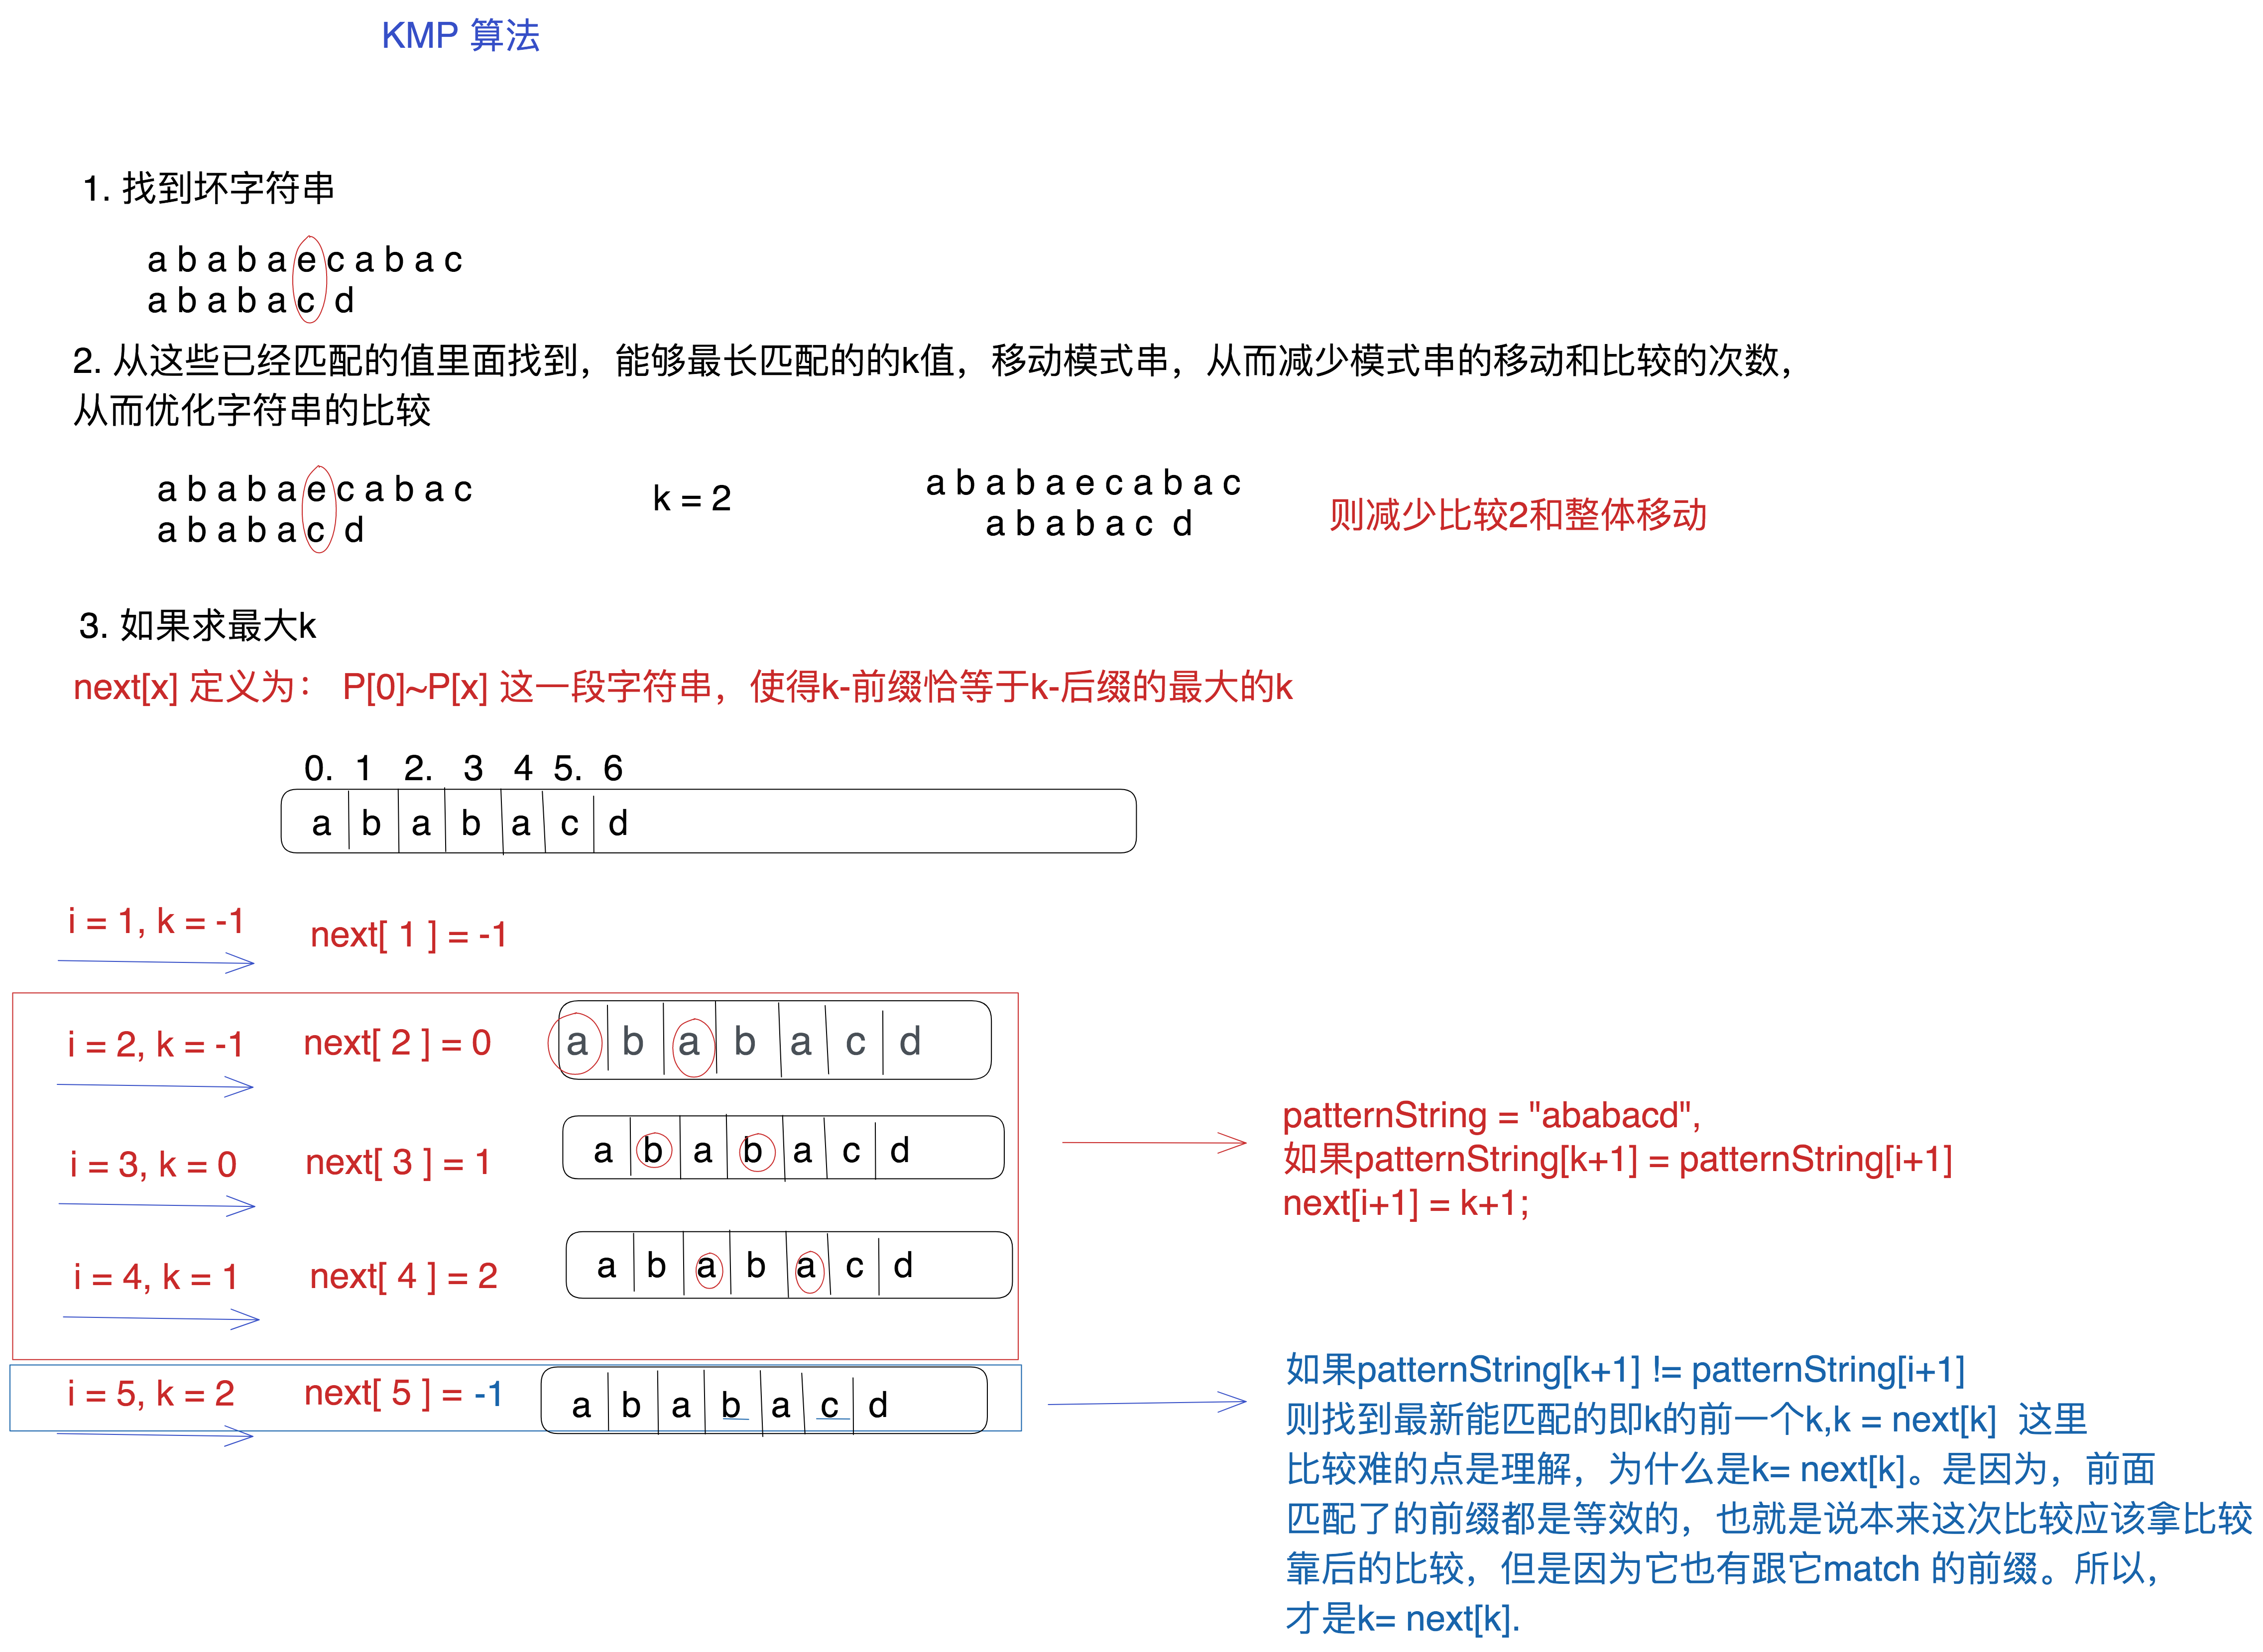 KMP 算法
1. 找到坏字符串
a b a b a e c a b a c
a b a b a c d
2. 从这些已经匹配的值里面找到，能够最长匹配的的k值，移动模式串，从而减少模式串的移动和比较的次数，
从而优化字符串的比较
a b a b a e c a b a c
a b a b a c d
k = 2
a b a b a e c a b a c
a b a b a c d
则减少比较2和整体移动
3. 如果求最大k
next[x] 定义为： P[0]~P[x] 这一段字符串，使得k-前缀恰等于k-后缀的最大的k
0. 1 2. 3 4 5. 6
a b a b a c d
i = 1, k = -1 next[ 1 ] = -1
i = 2, k = -1 next[ 2 ] = 0 a b a b a c d
i = 3, k = 0 next[ 3 ] = 1 a b a b a c d
i = 4, k = 1 next[ 4 ] = 2 a b a b a c d
patternString = "ababacd",
如果patternString[k+1] = patternString[i+1]
next[i+1] = k+1;
i = 5, k = 2 next[ 5 ] = -1 a b a b a c d
如果patternString[k+1] != patternString[i+1]
则找到最新能匹配的即k的前一个k,k = next[k] 这里
比较难的点是理解，为什么是k= next[k]。是因为，前面
匹配了的前缀都是等效的，也就是说本来这次比较应该拿比较
靠后的比较，但是因为它也有跟它match 的前缀。所以，
才是k= next[k].